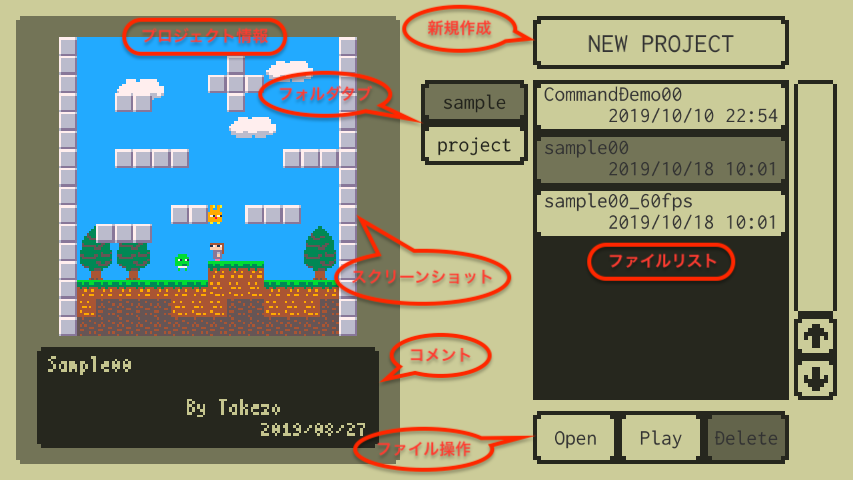 プロジェクト情報
新規作成
NEW PROJECT
フォルダタブ
sample
project
CommandDemo00
2019/10/10 22:54
sample00
2019/10/18 10:01
sample00_60fps
2019/10/18 10:01
ファイルリスト
スクリーンショット
コメント
Sample00
By Takezo
2019/08/27
ファイル操作
Open
Play
Delete